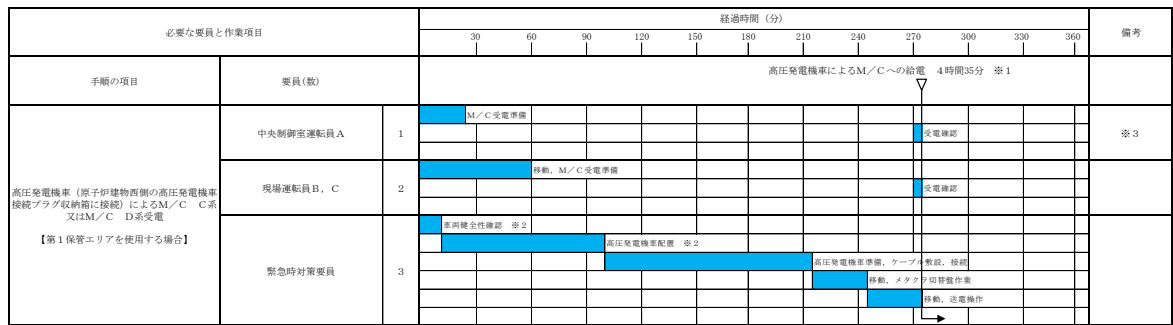 必要な要員と作業項目
経過時間（分）
備考
30 60 90 120 150 180 210 240 270 300 330 360
手順の項目
要員(数)
高圧発電機車によるＭ／Ｃへの給電　４時間35分　※１
高圧発電機車（原子炉建物西側の高圧発電機車
接続プラグ収納箱に接続）によるＭ／Ｃ　Ｃ系
又はＭ／Ｃ　Ｄ系受電
【第１保管エリアを使用する場合】
中央制御室運転員Ａ
1
Ｍ／Ｃ受電準備
受電確認
※３
現場運転員Ｂ，Ｃ
2
移動，Ｍ／Ｃ受電準備
受電確認
緊急時対策要員
3
車両健全性確認　※２
高圧発電機車配置　※２
高圧発電機車準備，ケーブル敷設，接続
移動，メタクラ切替盤作業
移動，送電操作